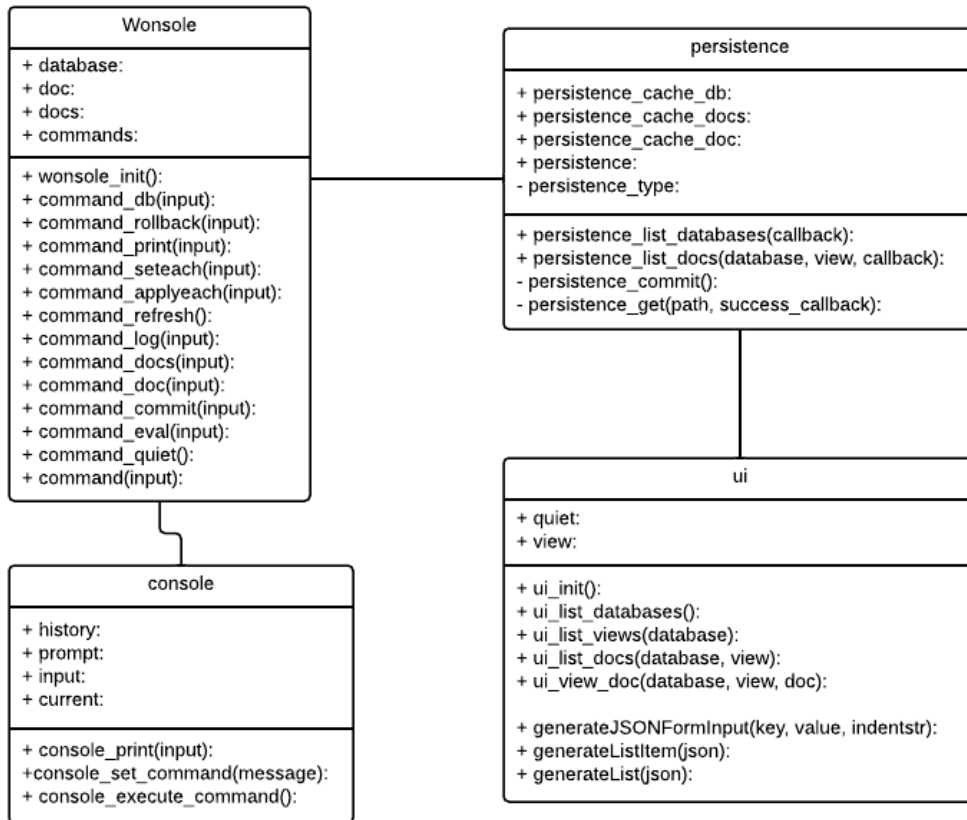 Wonsole
+ database:
+ doc:
+ docs:
+ commands:
+ wonsole_init():
+ command_db(input):
+ command_rollback(input):
+ command_print(input):
+ command_seteach(input):
+ command_applyeach(input):
+ command_refresh():
+ command_log(input):
+ command_docs(input):
+ command_doc(input):
+ command_commit(input):
+ command_eval(input):
+ command_quiet():
+ command(input):
persistence
+ persistence_cache_db:
+ persistence_cache_docs:
+ persistence_cache_doc:
+ persistence:
- persistence_type:
+ persistence_list_databases(callback):
+ persistence_list_docs(database, view, callback):
- persistence_commit():
- persistence_get(path, success_callback):
console
+ history:
+ prompt:
+ input:
+ current:
+ console_print(input):
+console_set_command(message):
+ console_execute_command():
ui
+ quiet:
+ view:
+ ui_init():
+ ui_list_databases():
+ ui_list_views(database):
+ ui_list_docs(database, view):
+ ui_view_doc(database, view, doc):
+ generateJSONFormInput(key, value, indentstr):
+ generateListItem(json):
+ generateList(json):